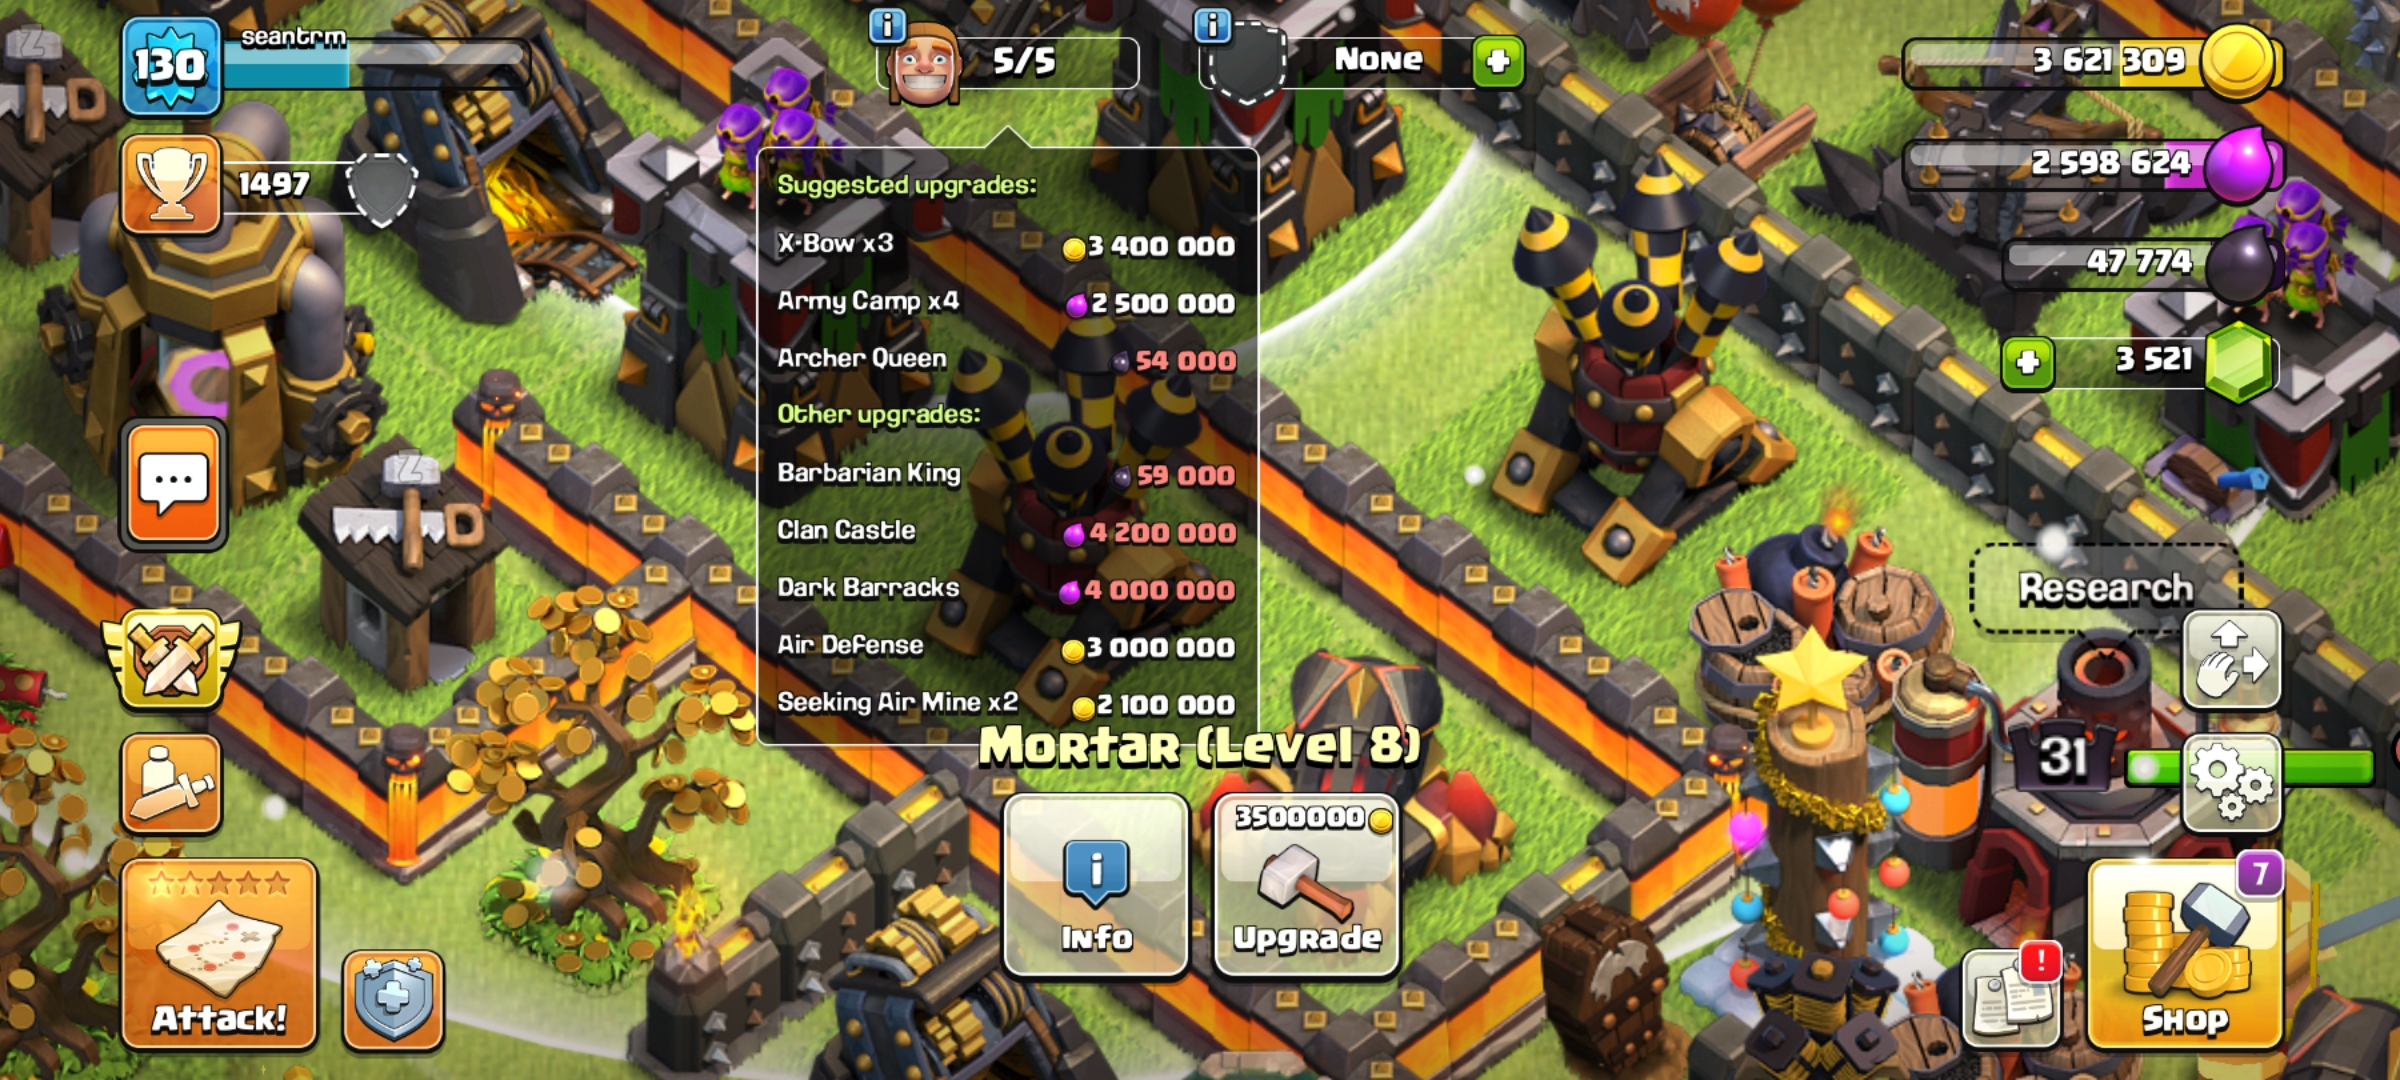 130
seantrm
5/5
None
3 621 309
1497
2 598 624
47 774
3 521
Suggested upgrades:
X-Bow x3 3 400 000
Army Camp x4 2 500 000
Archer Queen 54 000
Other upgrades:
Barbarian King 59 000
Clan Castle 4 200 000
Dark Barracks 4 000 000
Air Defense 3 000 000
Seeking Air Mine x2 2 100 000
Research
31
Mortar (Level 8)
Info
3500000
Upgrade
Attack!
!
7
Shop